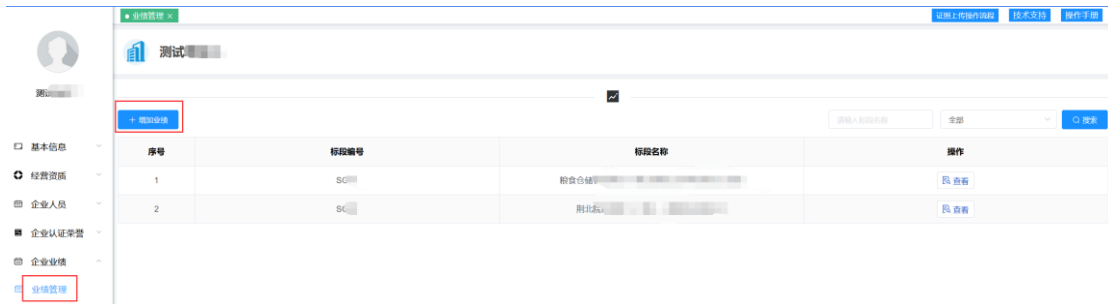 ● 业绩管理 ×
证照上传操作流程 技术支持 操作手册
测试
测试
+ 增加业绩
请输入标段名称 全部 搜索
序号 标段编号 标段名称 操作
1 SG 粮食仓储 查看
2 SG 荆北 查看
基本信息
经营资质
企业人员
企业认证荣誉
企业业绩
业绩管理